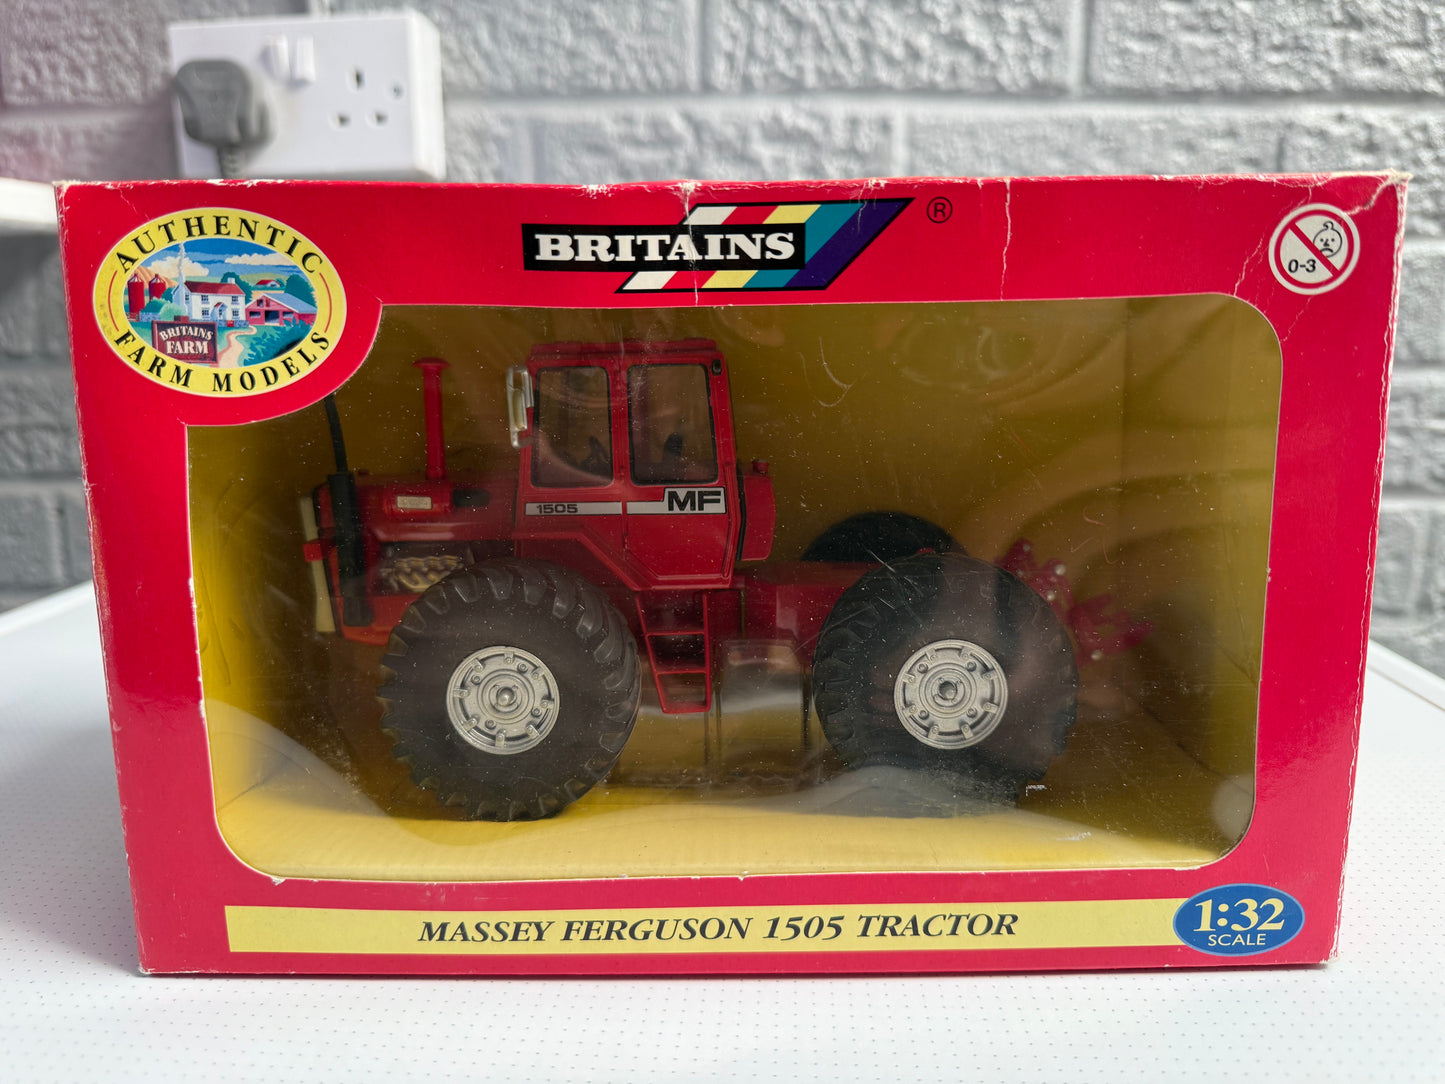 AUTHENTIC
FARM MODELS
BRITAINS
FARM
BRITAINS ®
0-3
1505
MF
MASSEY FERGUSON 1505 TRACTOR
1:32
SCALE